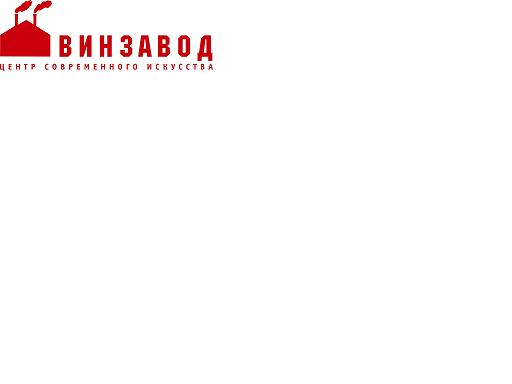 ВИНЗАВОД
ЦЕНТР СОВРЕМЕННОГО ИСКУССТВА